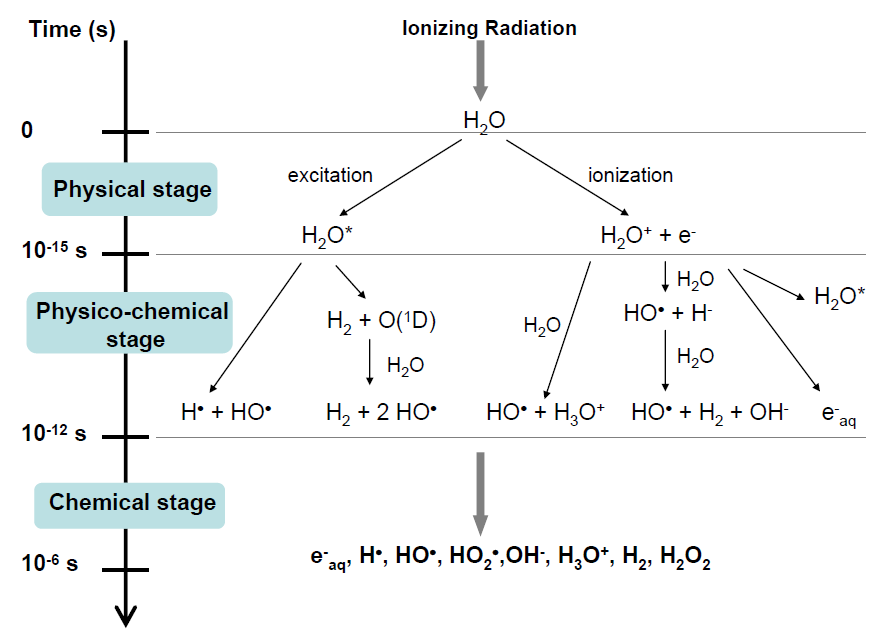 Time (s)
Ionizing Radiation
H₂O
0
excitation
ionization
Physical stage
H₂O*
H₂O⁺ + e⁻
10⁻¹⁵ s
H₂O
H₂O*
Physico-chemical
stage
H₂ + O(¹D)
H₂O
HO• + H⁻
H₂O
H₂O
H• + HO•
H₂ + 2 HO•
HO• + H₃O⁺
HO• + H₂ + OH⁻
e⁻aq
10⁻¹² s
Chemical stage
10⁻⁶ s
e⁻aq, H•, HO•, HO₂•,OH⁻, H₃O⁺, H₂, H₂O₂